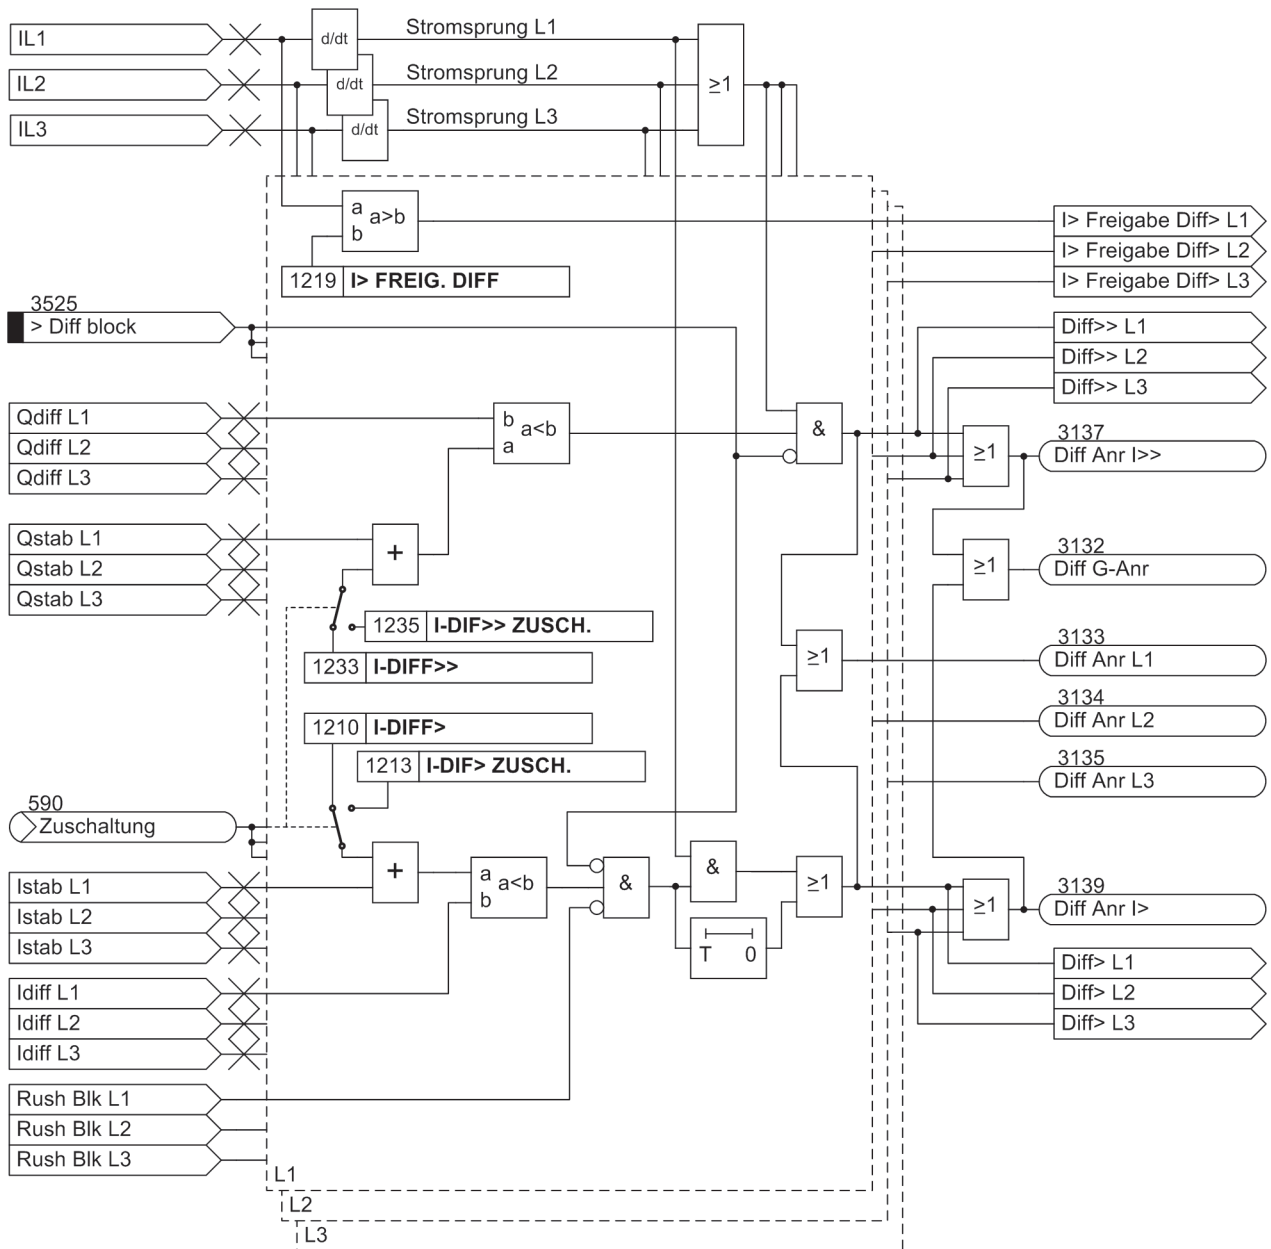 IL1
d/dt
Stromsprung L1
≥1
IL2
d/dt
Stromsprung L2
IL3
d/dt
Stromsprung L3
a
b
a>b
1219 I> FREIG. DIFF
I> Freigabe Diff> L1
I> Freigabe Diff> L2
I> Freigabe Diff> L3
3525
> Diff block
Diff>> L1
Diff>> L2
Diff>> L3
Qdiff L1
Qdiff L2
Qdiff L3
b
a
a<b
&
≥1
3137
Diff Anr I>>
Qstab L1
Qstab L2
Qstab L3
+
≥1
3132
Diff G-Anr
1235 I-DIF>> ZUSCH.
1233 I-DIFF>>
≥1
3133
Diff Anr L1
1210 I-DIFF>
1213 I-DIF> ZUSCH.
3134
Diff Anr L2
3135
Diff Anr L3
590
Zuschaltung
Istab L1
Istab L2
Istab L3
+
a
b
a<b
&
&
T 0
≥1
≥1
3139
Diff Anr I>
Idiff L1
Idiff L2
Idiff L3
Diff> L1
Diff> L2
Diff> L3
Rush Blk L1
Rush Blk L2
Rush Blk L3
L1
L2
L3